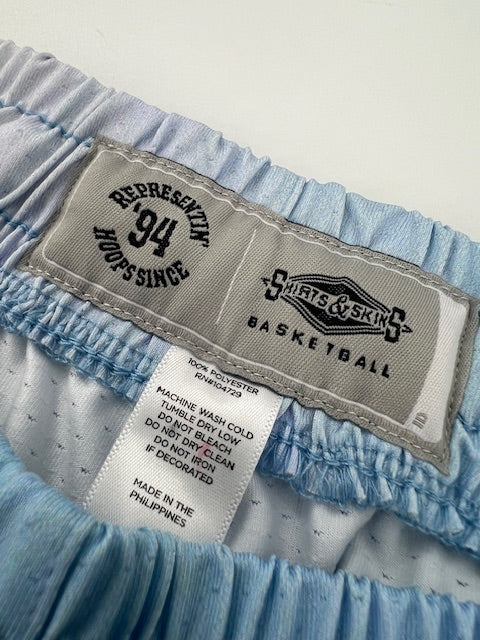 REPRESENTIN'
'94
HOOPS SINCE
SHIRTS & SKINS
BASKETBALL
100% POLYESTER
RN#104729
MACHINE WASH COLD
TUMBLE DRY LOW
DO NOT BLEACH
DO NOT DRY CLEAN
DO NOT IRON
IF DECORATED
MADE IN THE
PHILIPPINES